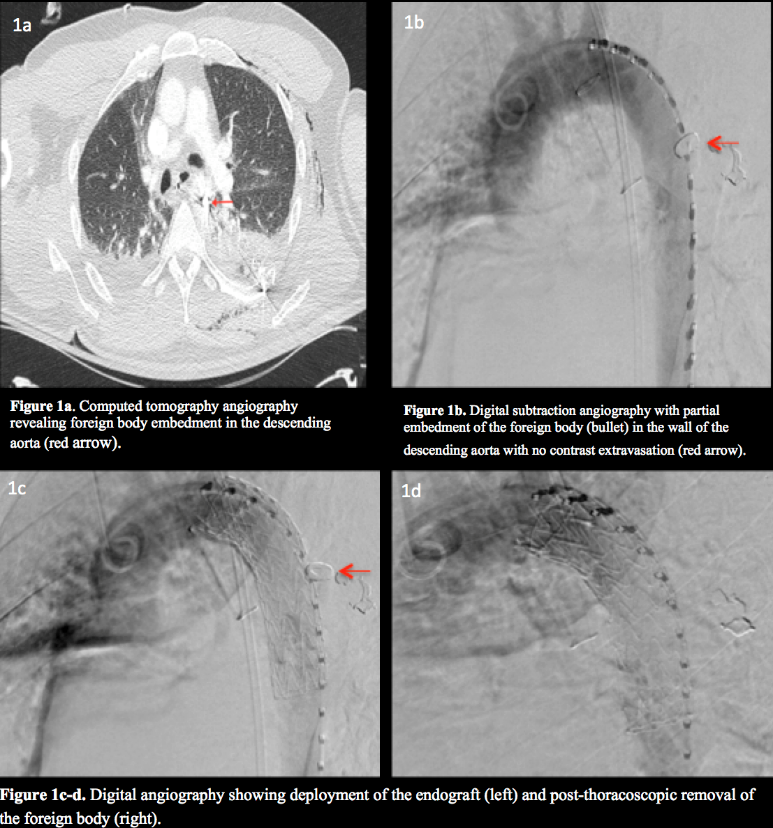 1a
1b
Figure 1a. Computed tomography angiography
revealing foreign body embedment in the descending
aorta (red arrow).
Figure 1b. Digital subtraction angiography with partial
embedment of the foreign body (bullet) in the wall of the
descending aorta with no contrast extravasation (red arrow).
1c
1d
Figure 1c-d. Digital angiography showing deployment of the endograft (left) and post-thoracoscopic removal of
the foreign body (right).